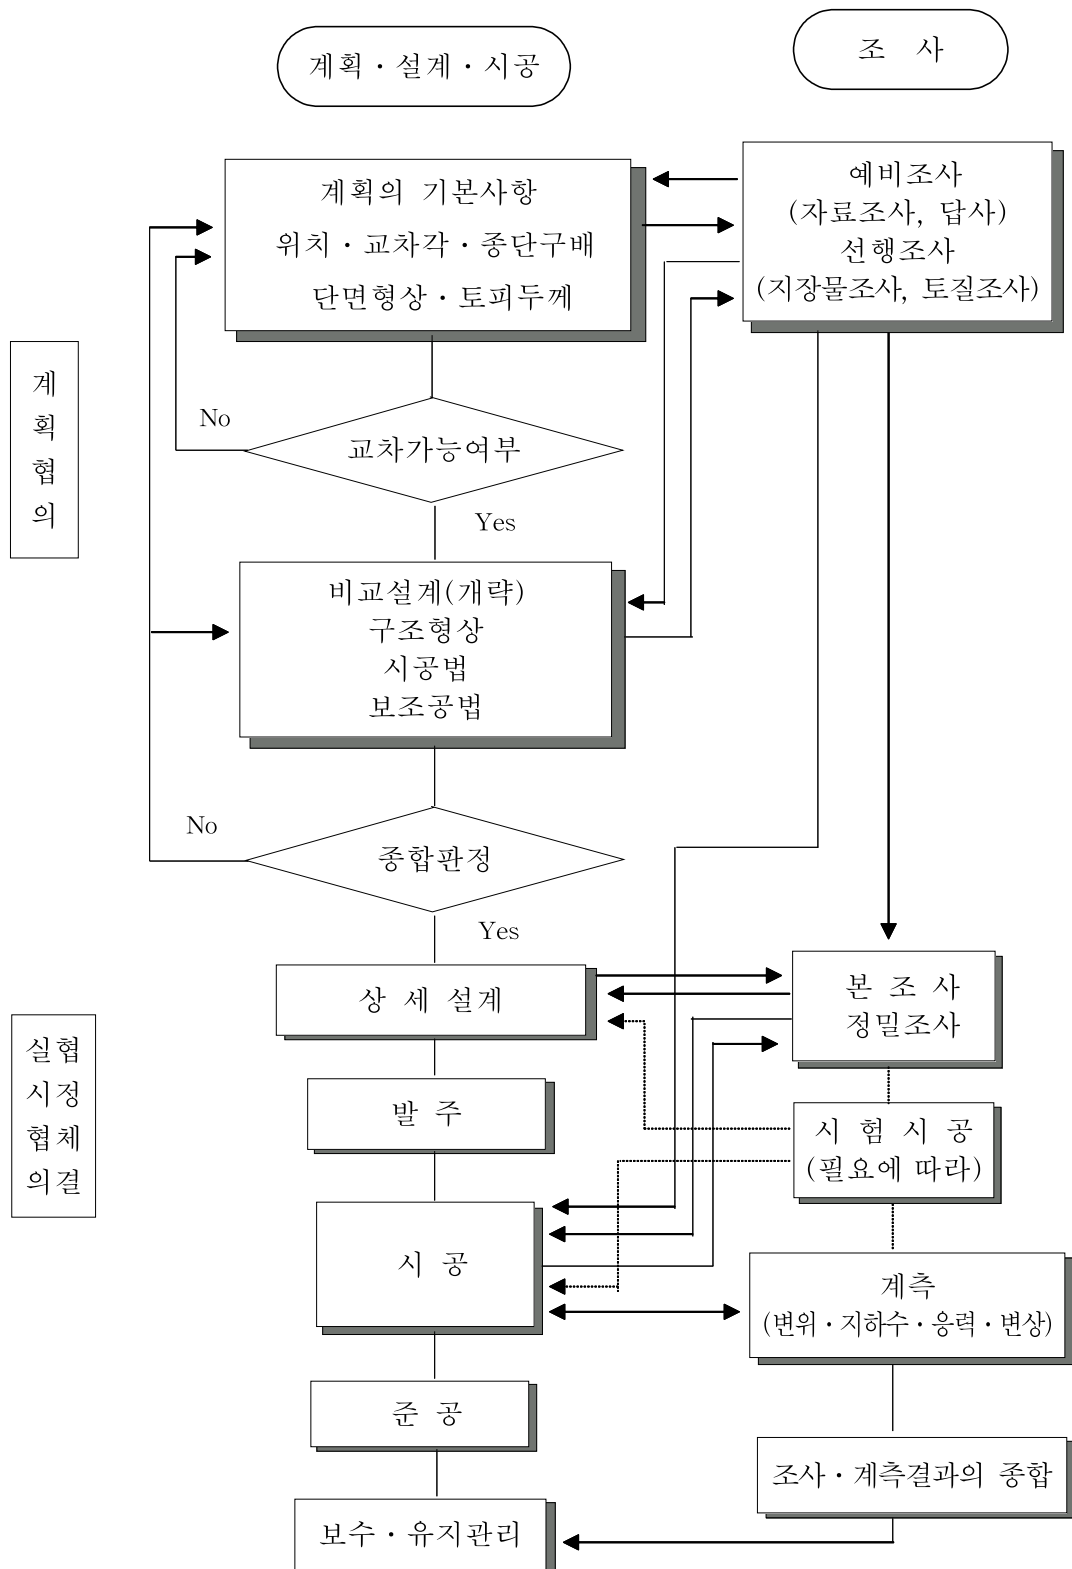 계획·설계·시공
조 사
계획의 기본사항
위치·교차각·종단구배
단면형상·토피두께
예비조사
(자료조사, 답사)
선행조사
(지장물조사, 토질조사)
계
획
협
의
No
교차가능여부
Yes
비교설계(개략)
구조형상
시공법
보조공법
No
종합판정
Yes
상 세 설계
본 조 사
정밀조사
실협
시정
협체
의결
발 주
시 험 시 공
(필요에 따라)
시 공
계측
(변위·지하수·응력·변상)
준 공
조사·계측결과의 종합
보수·유지관리